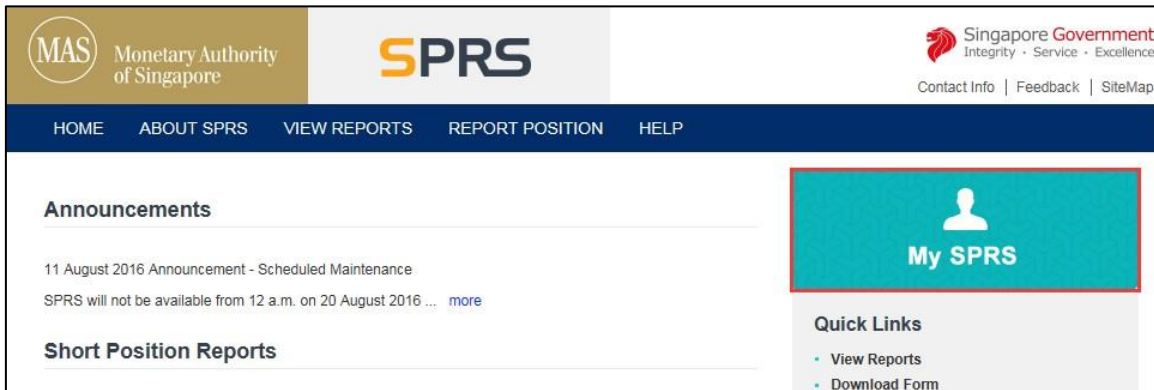 MAS
Monetary Authority
of Singapore
SPRS
Singapore Government
Integrity · Service · Excellence
Contact Info | Feedback | SiteMap
HOME ABOUT SPRS VIEW REPORTS REPORT POSITION HELP
Announcements
11 August 2016 Announcement - Scheduled Maintenance
SPRS will not be available from 12 a.m. on 20 August 2016 ... more
Short Position Reports
My SPRS
Quick Links
• View Reports
• Download Form